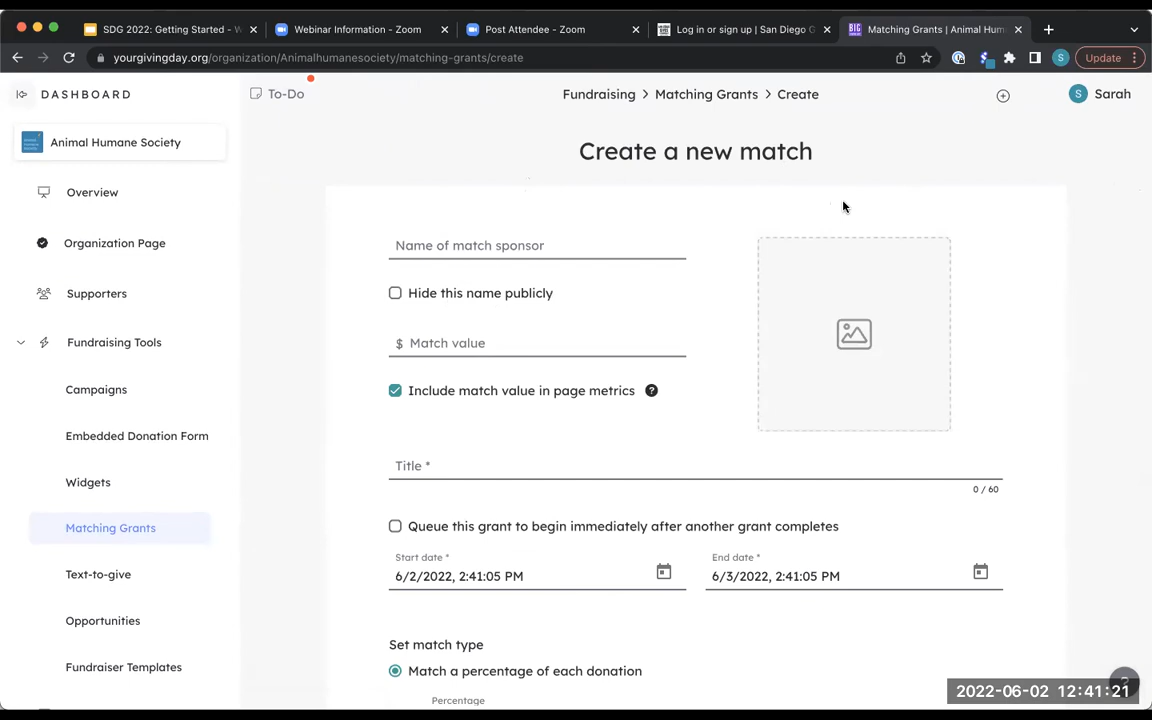 SDG 2022: Getting Started - W
Webinar Information - Zoom
Post Attendee - Zoom
Log in or sign up | San Diego G
BIG
Matching Grants | Animal Hum
yourgivingday.org/organization/Animalhumanesociety/matching-grants/create
S
Update
DASHBOARD
To-Do
Fundraising > Matching Grants > Create
S Sarah
Animal Humane Society
Create a new match
Overview
Organization Page
Supporters
Fundraising Tools
Campaigns
Embedded Donation Form
Widgets
Matching Grants
Text-to-give
Opportunities
Fundraiser Templates
Name of match sponsor
Hide this name publicly
$ Match value
Include match value in page metrics ?
Title *
0 / 60
Queue this grant to begin immediately after another grant completes
Start date *
6/2/2022, 2:41:05 PM
End date *
6/3/2022, 2:41:05 PM
Set match type
Match a percentage of each donation
Percentage
2022-06-02 12:41:21